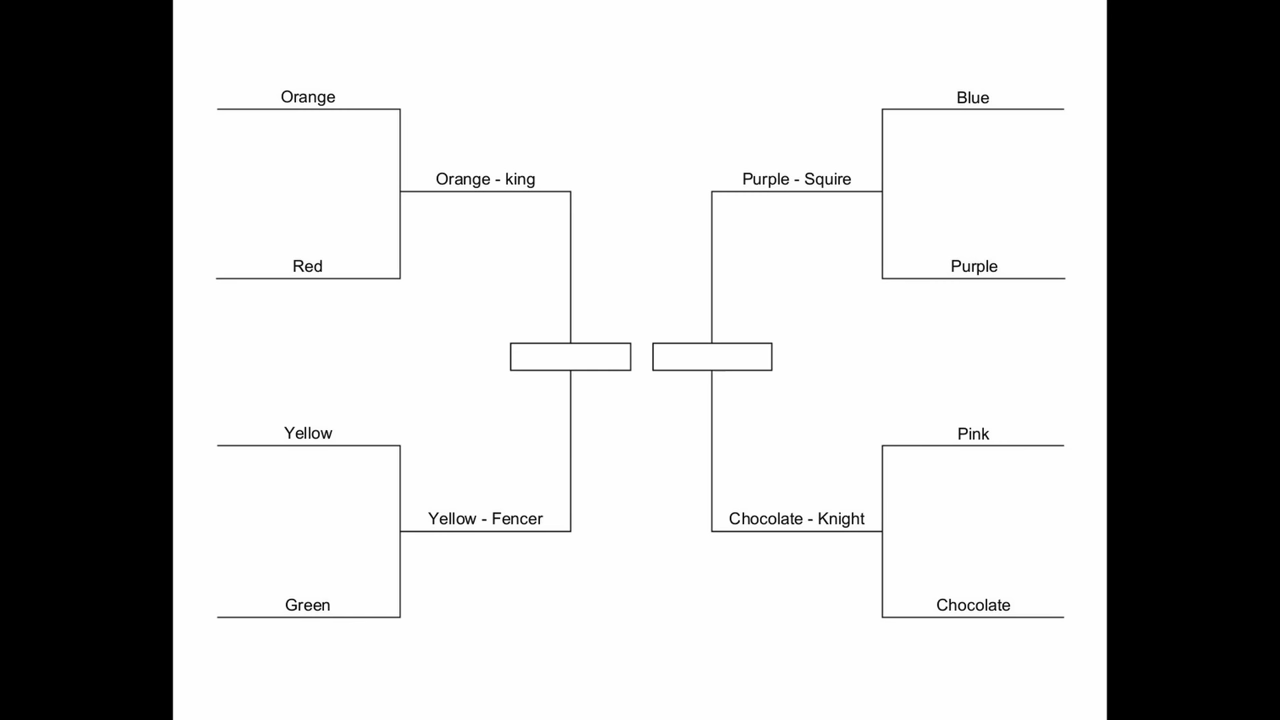 Orange
Blue
Orange - king
Purple - Squire
Red
Purple
Yellow
Pink
Yellow - Fencer
Chocolate - Knight
Green
Chocolate